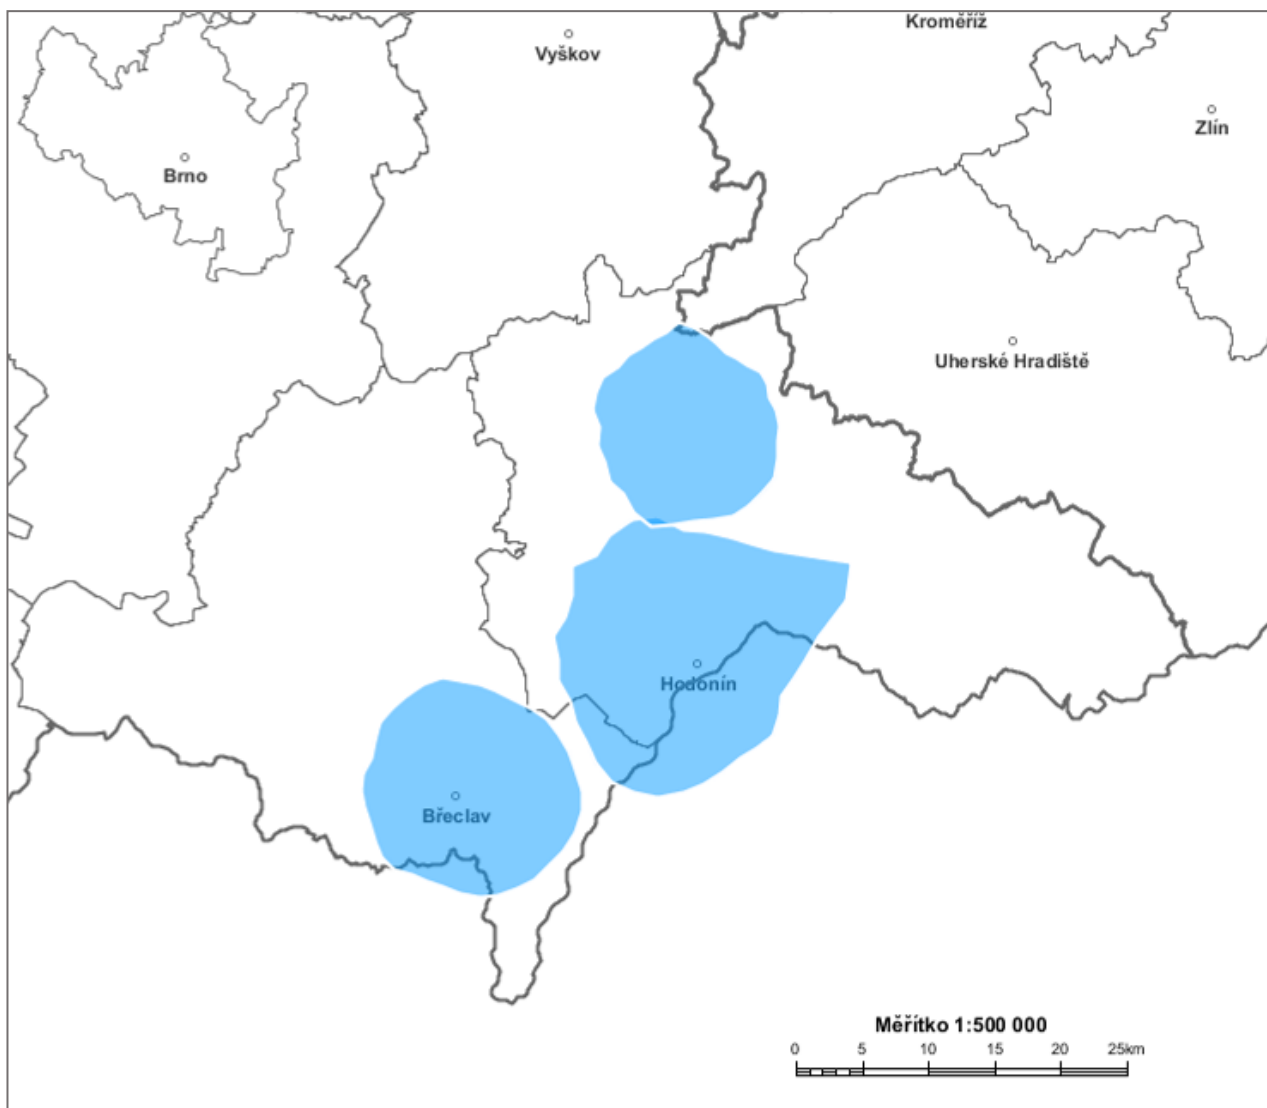 Kroměříž
Vyškov
Zlín
Brno
Uherské Hradiště
Hodonín
Břeclav
Měřítko 1:500 000
0 5 10 15 20 25km